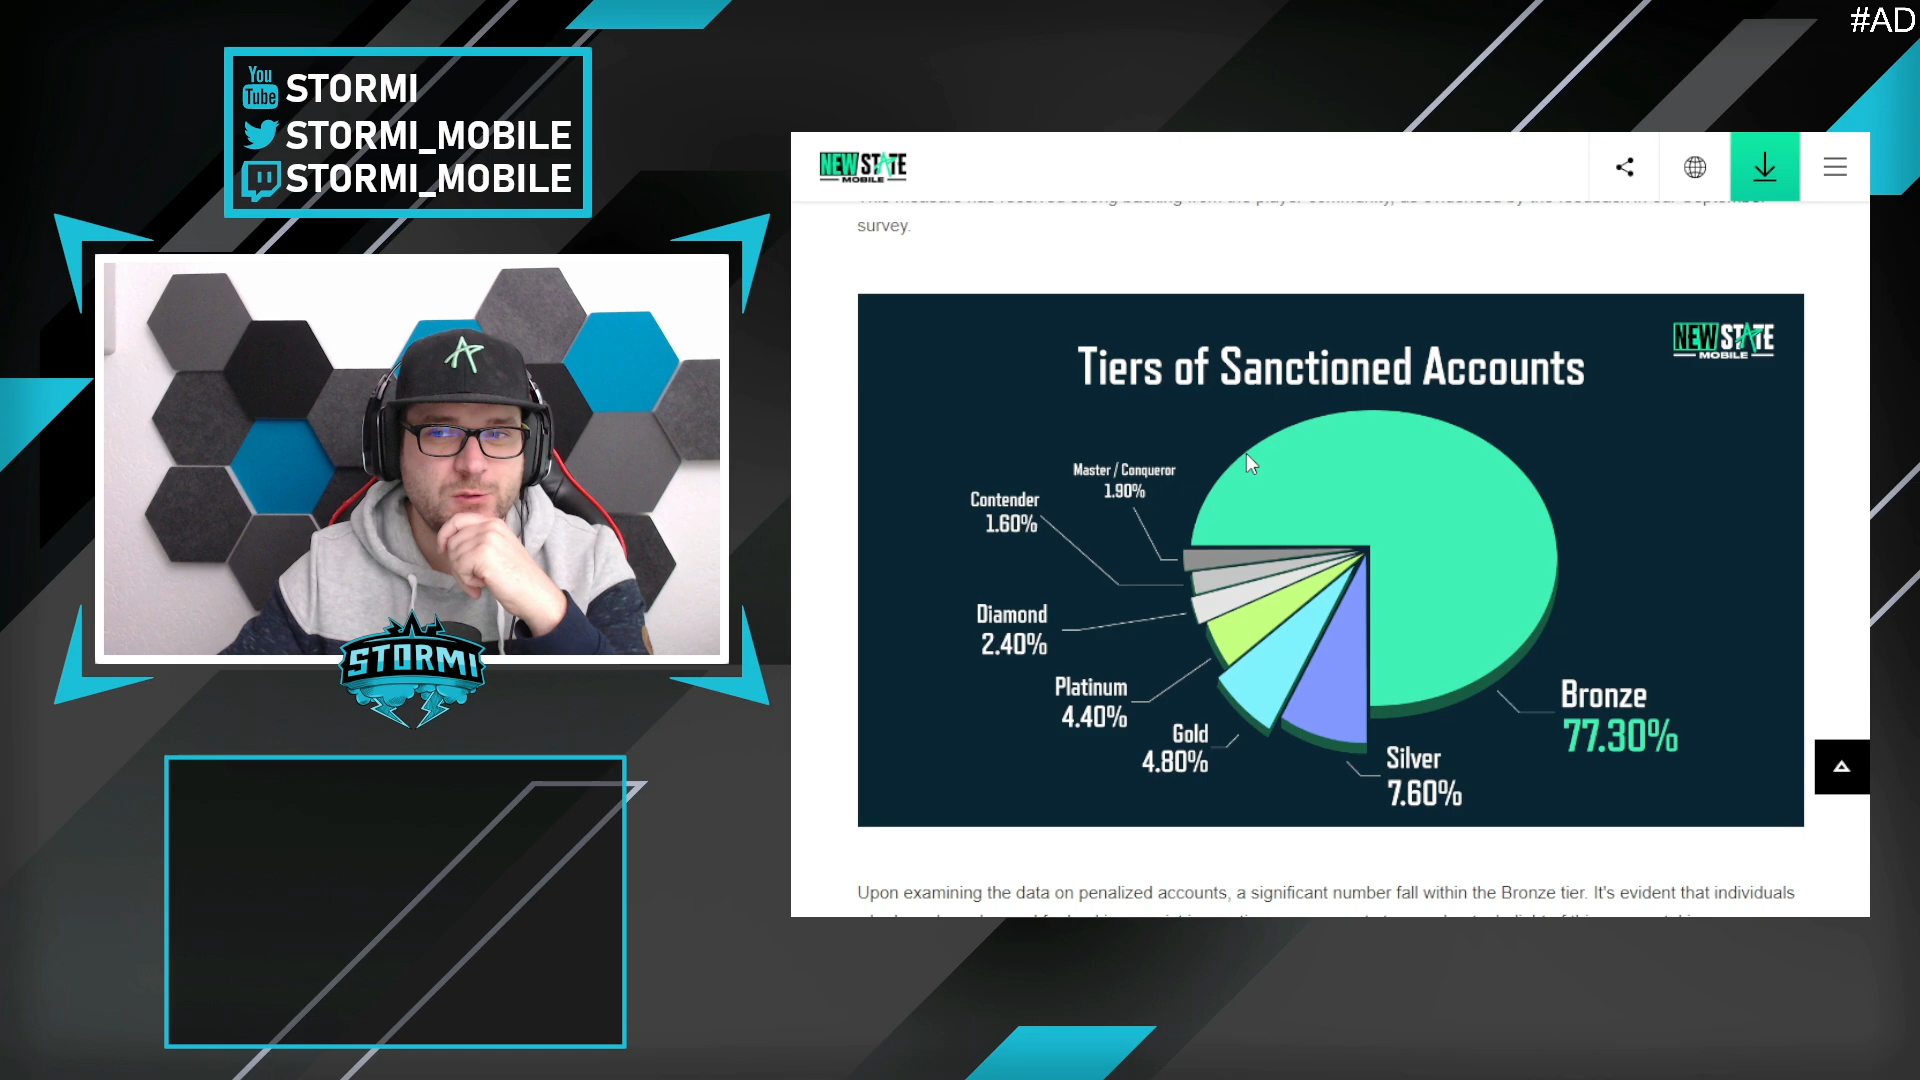 #AD
You
Tube
STORMI
STORMI_MOBILE
STORMI_MOBILE
STORMI
NEW STATE
MOBILE
survey.
NEW STATE
MOBILE
Tiers of Sanctioned Accounts
Master / Conqueror
1.90%
Contender
1.60%
Diamond
2.40%
Platinum
4.40%
Gold
4.80%
Silver
7.60%
Bronze
77.30%
Upon examining the data on penalized accounts, a significant number fall within the Bronze tier. It's evident that individuals